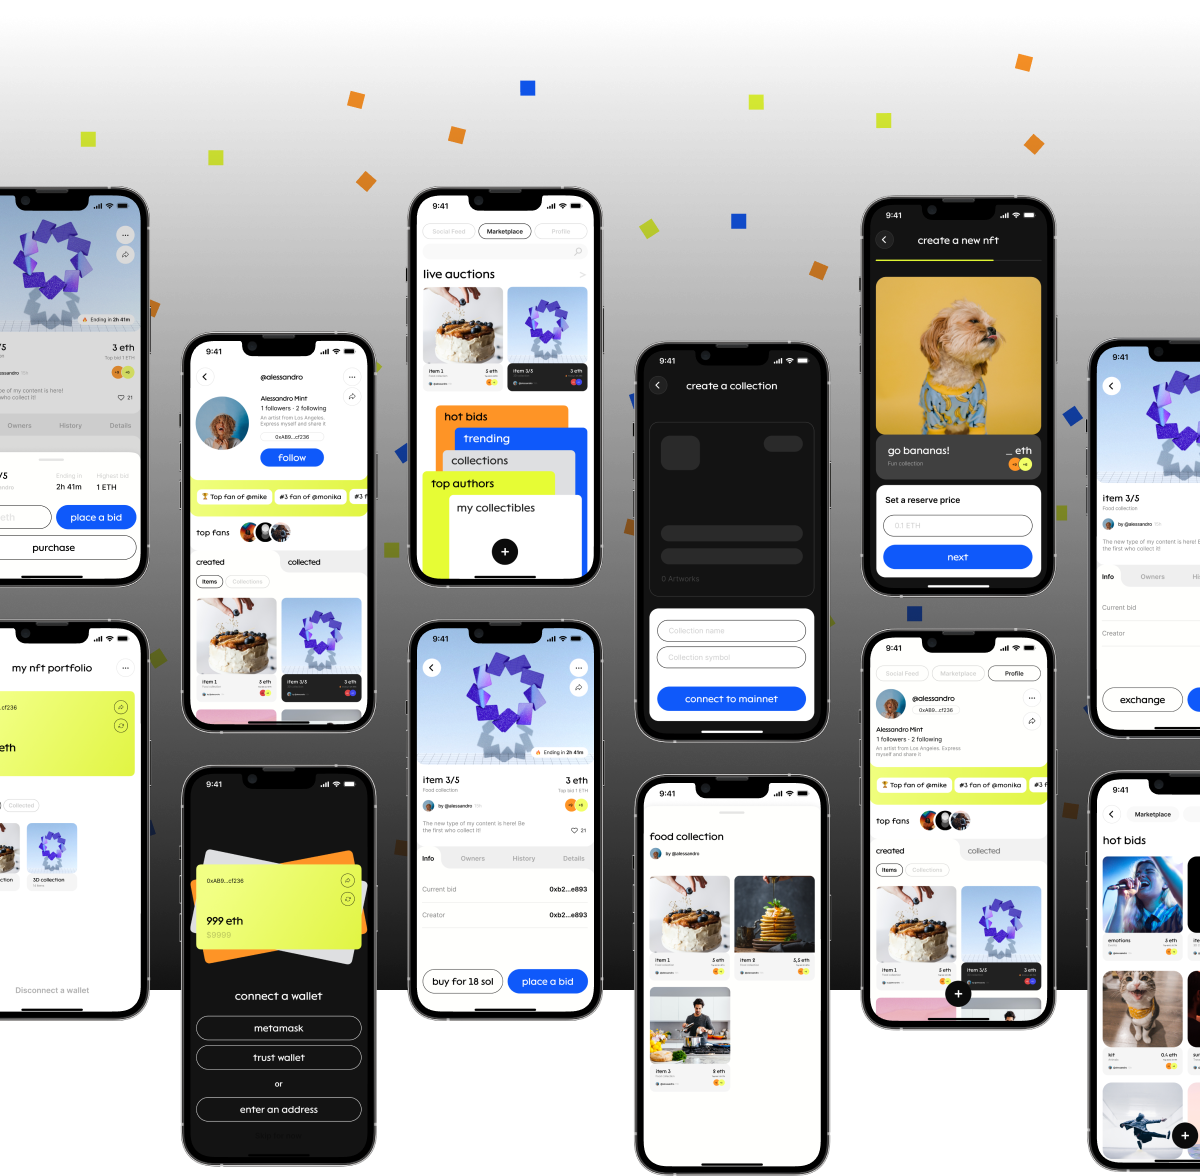 Ending in 2h 41m
/5
3 eth
Top bid 1 ETH
ype of my content is here!
who collect it!
21
Owners
History
Details
/5
Ending in
Highest bid
2h 41m
1 ETH
eth
place a bid
purchase
my nft portfolio
..cf236
eth
Collected
3D collection
Disconnect a wallet
9:41
@alessandro
Alessandro Mint
1 followers · 2 following
An artist from Los Angeles.
Express myself and share it
0xAB9...cf236
follow
Top fan of @mike
#3 fan of @monika
#3 f
top fans
created
collected
Items
Collections
item 1
5 eth
item 3/5
3 eth
9:41
0xAB9...cf236
999 eth
$9999
connect a wallet
metamask
trust wallet
or
enter an address
9:41
Social Feed
Marketplace
Profile
live auctions
>
item 1
5 eth
item 3/5
3 eth
hot bids
trending
collections
top authors
my collectibles
+
9:41
Ending in 2h 41m
item 3/5
3 eth
Food collection
Top bid 1 ETH
by @alessandro
The new type of my content is here! Be
the first who collect it!
21
Info
Owners
History
Details
Current bid
0xb2...e893
Creator
0xb2...e893
buy for 18 sol
place a bid
9:41
create a collection
0 Artworks
Collection name
Collection symbol
connect to mainnet
9:41
food collection
by @alessandro
item 1
5 eth
item 2
5,5 eth
item 3
8 eth
9:41
create a new nft
go bananas!
_ eth
Fun collection
Set a reserve price
0.1 ETH
next
9:41
Social Feed
Marketplace
Profile
@alessandro
0xAB9...cf236
Alessandro Mint
1 followers · 2 following
An artist from Los Angeles. Express
myself and share it
Top fan of @mike
#3 fan of @monika
#3 f
top fans
created
collected
Items
Collections
item 1
5 eth
item 3/5
3 eth
+
9:41
item 3/5
Food collection
by @alessandro
The new type of my content is here! B
the first who collect it!
Info
Owners
Hi
Current bid
Creator
exchange
9:41
Marketplace
hot bids
emotions
5 eth
ite
kit
0,4 eth
sur
+